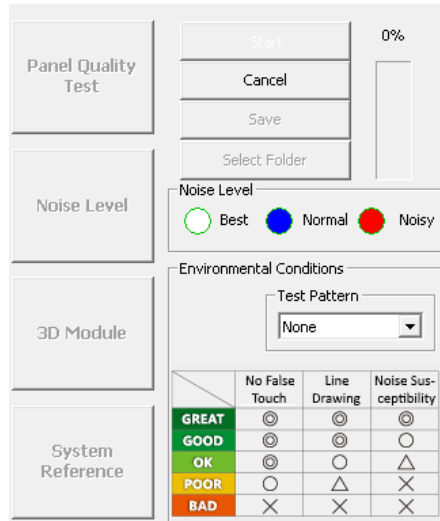 Panel Quality
Test
Noise Level
3D Module
System
Reference
Start
0%
Cancel
Save
Select Folder
Noise Level
Best Normal Noisy
Environmental Conditions
Test Pattern
None
No False
Touch
Line
Drawing
Noise Sus-
ceptibility
GREAT ◎ ◎ ◎
GOOD ◎ ◎ ○
OK ◎ ○ △
POOR ○ △ ×
BAD × × ×